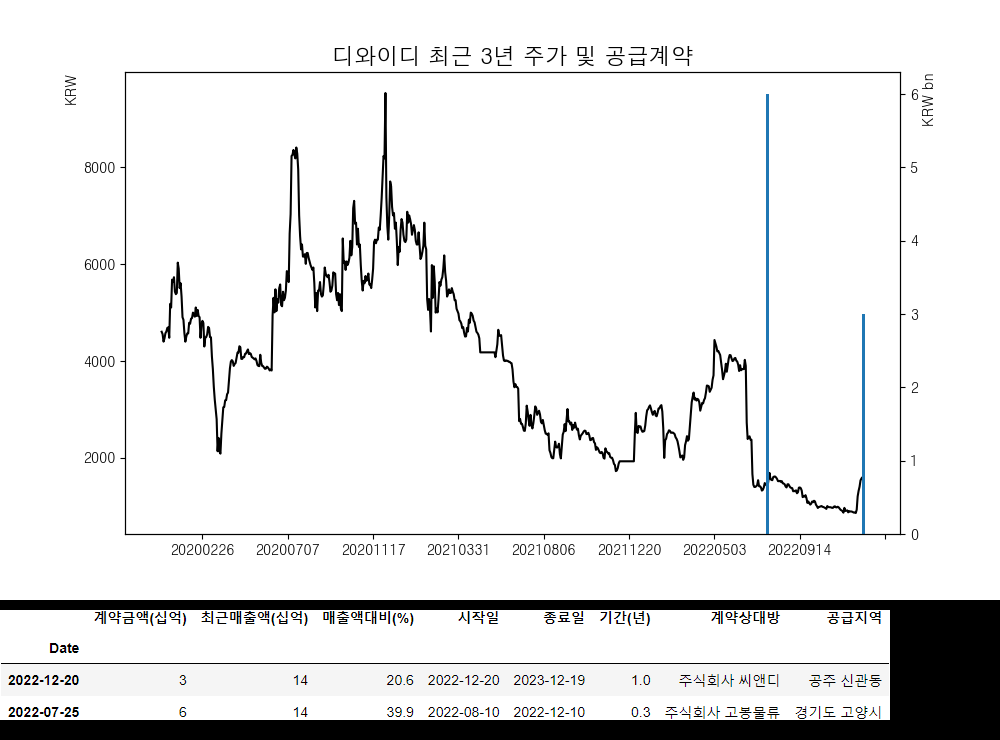 디와이디 최근 3년 주가 및 공급계약
KRW
KRW bn
8000
6000
4000
2000
6
5
4
3
2
1
0
20200226 20200707 20201117 20210331 20210806 20211220 20220503 20220914
계약금액(십억) 최근매출액(십억) 매출액대비(%) 시작일 종료일 기간(년) 계약상대방 공급지역
Date
2022-12-20 3 14 20.6 2022-12-20 2023-12-19 1.0 주식회사 씨앤디 공주 신관동
2022-07-25 6 14 39.9 2022-08-10 2022-12-10 0.3 주식회사 고봉물류 경기도 고양시